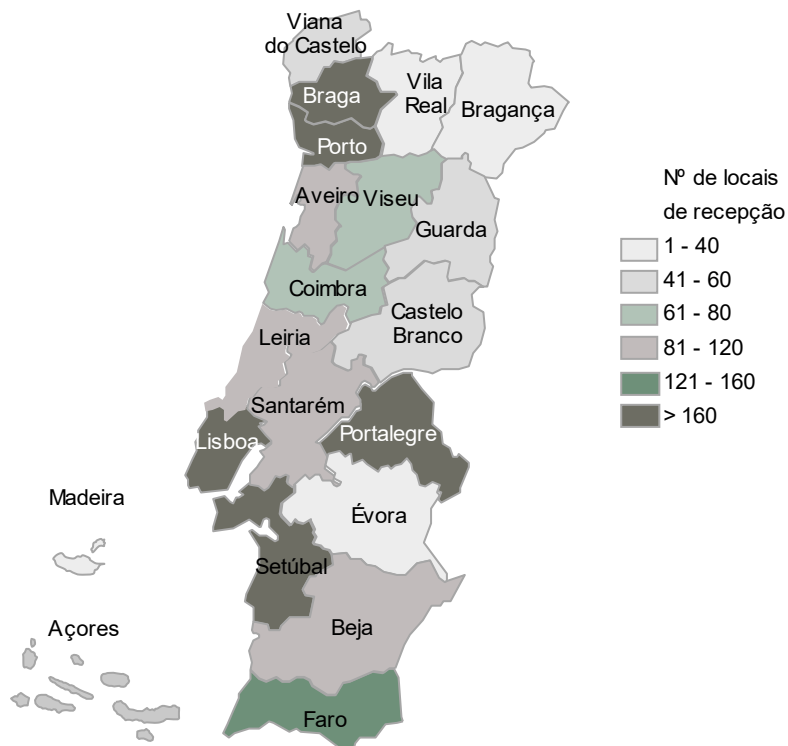 Viana
do Castelo
Braga
Vila
Real
Bragança
Porto
Aveiro
Viseu
Guarda
Coimbra
Castelo
Branco
Leiria
Santarém
Lisboa
Portalegre
Madeira
Évora
Setúbal
Açores
Beja
Faro
Nº de locais
de recepção
1 - 40
41 - 60
61 - 80
81 - 120
121 - 160
> 160